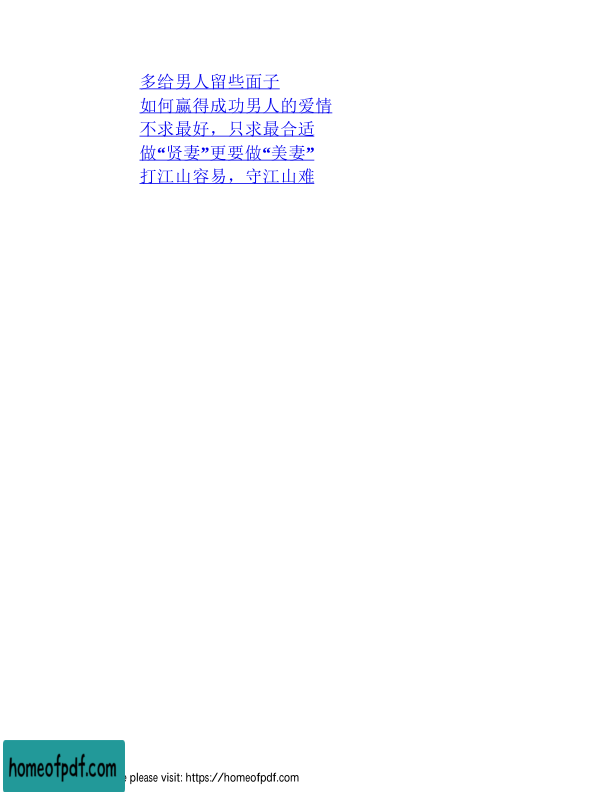 多给男人留些面子
如何赢得成功男人的爱情
不求最好，只求最合适
做“贤妻”更要做“美妻”
打江山容易，守江山难
homeofpdf.com
please visit: https://homeofpdf.com